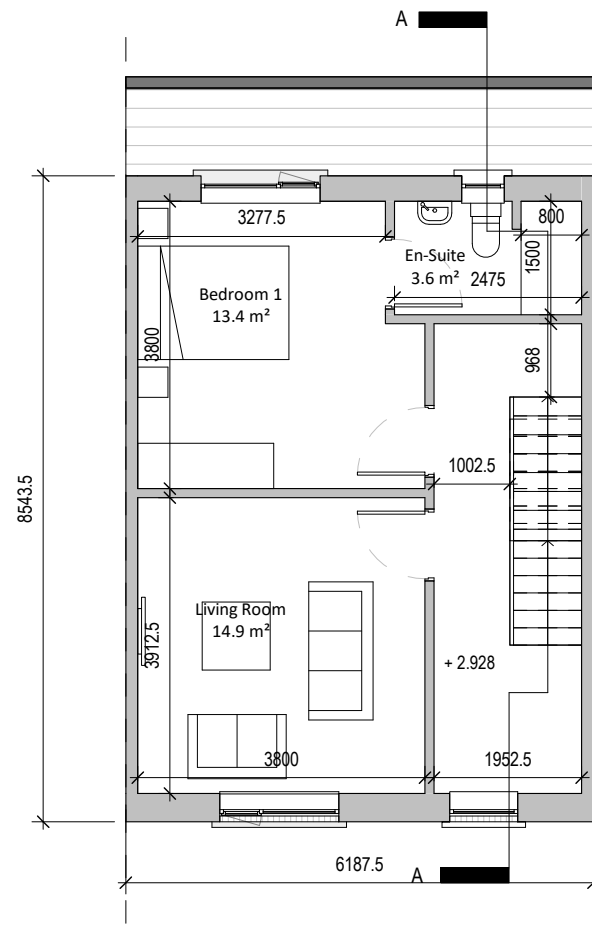 A
3277.5
800
En-Suite
3.6 m²
2475
1500
Bedroom 1
13.4 m²
3800
968
1002.5
8543.5
Living Room
14.9 m²
3912.5
+ 2.928
3800
1952.5
6187.5
A